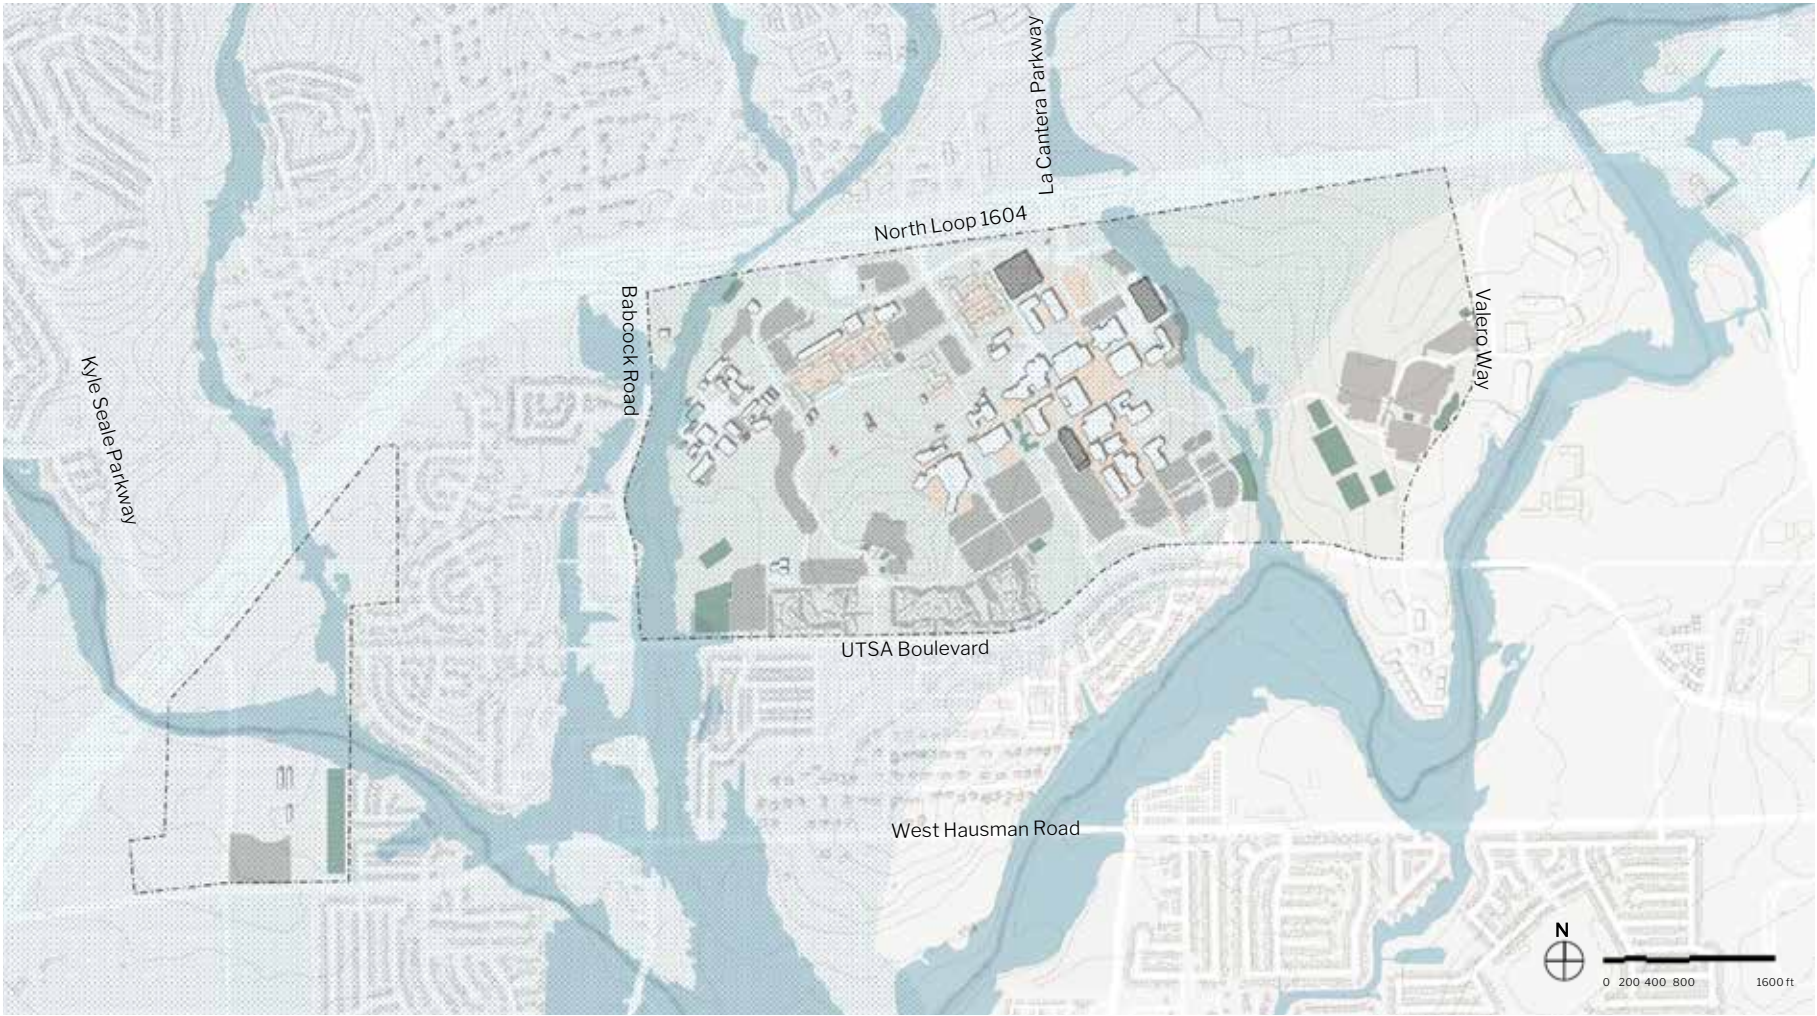 La Cantera Parkway
North Loop 1604
Babcock Road
Valero Way
Kyle Seale Parkway
UTSA Boulevard
West Hausman Road
N
0 200 400 800 1600 ft